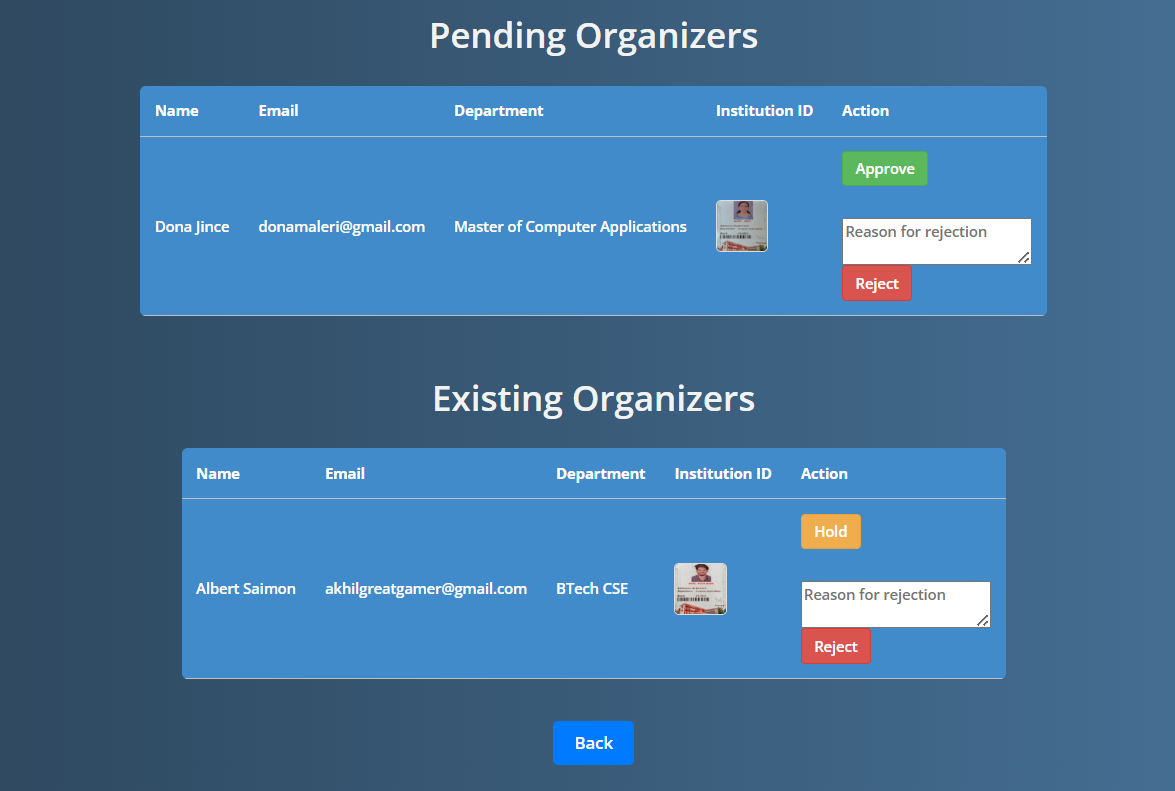 Pending Organizers
Name Email Department Institution ID Action
Approve
Dona Jince donamaleri@gmail.com Master of Computer Applications
Reason for rejection
Reject
Existing Organizers
Name Email Department Institution ID Action
Hold
Albert Saimon akhilgreatgamer@gmail.com BTech CSE
Reason for rejection
Reject
Back